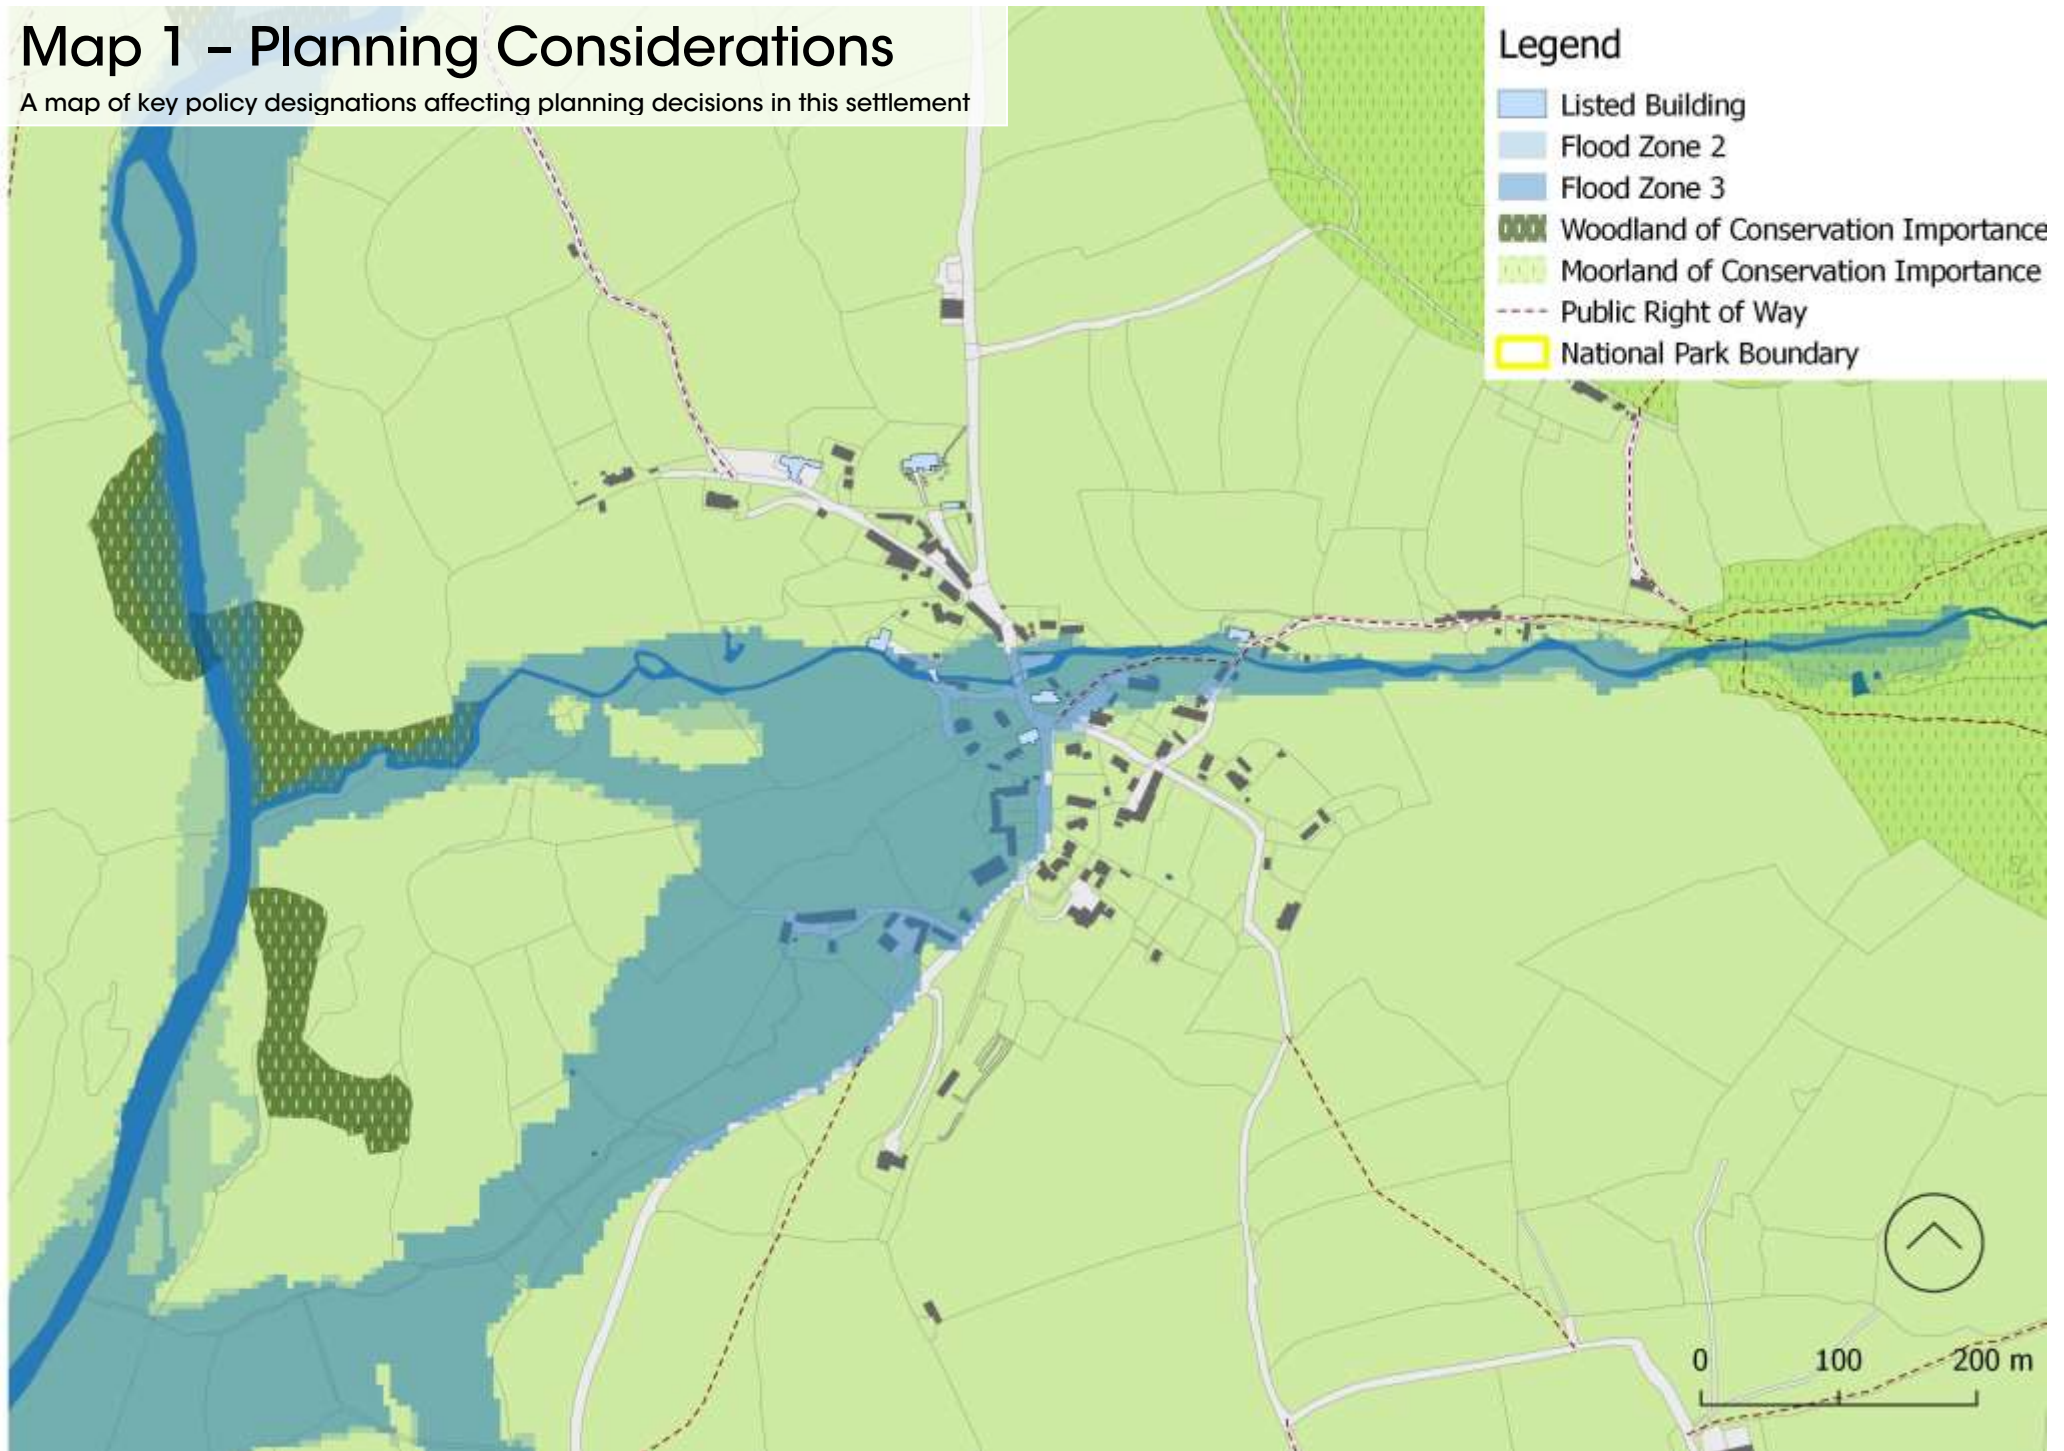 Map 1 – Planning Considerations
A map of key policy designations affecting planning decisions in this settlement
Legend
Listed Building
Flood Zone 2
Flood Zone 3
Woodland of Conservation Importance
Moorland of Conservation Importance
Public Right of Way
National Park Boundary
0 100 200 m